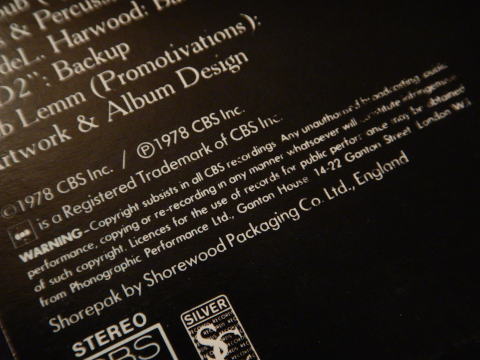 & Percus
deL., Harwood: Ba
D2": Backup
b Lemm (Promotivations):
rtwork & Album Design
©1978 CBS Inc. / ℗1978 CBS Inc.
is a Registered Trademark of CBS Inc.
WARNING – Copyright subsists in all CBS recordings. Any unauthorised broadcasting public
performance, copying or re-recording in any manner whatsoever will constitute infringement
of such copyright. Licences for the use of records for public performance may be obtained
from Phonographic Performance Ltd., Ganton House 14-22 Ganton Street London W1
Shorepak by Shorewood Packaging Co. Ltd., England
STEREO
BS
SILVER